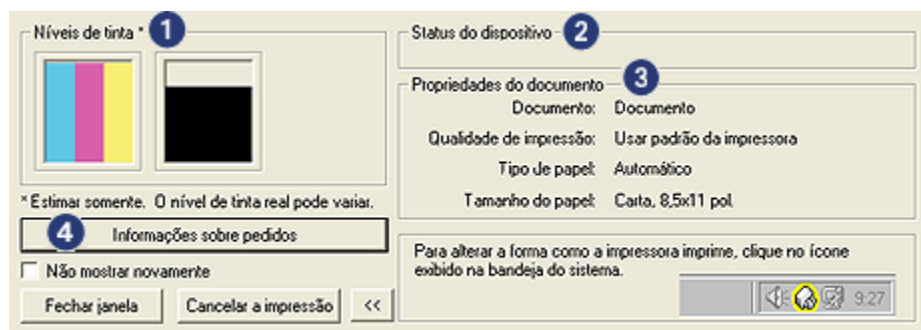 Níveis de tinta * 1
* Estimar somente. O nível de tinta real pode variar.
4 Informações sobre pedidos
Não mostrar novamente
Fechar janela Cancelar a impressão <<
Status do dispositivo 2
Propriedades do documento 3
Documento: Documento
Qualidade de impressão: Usar padrão da impressora
Tipo de papel: Automático
Tamanho do papel: Carta, 8,5x11 pol.
Para alterar a forma como a impressora imprime, clique no ícone
exibido na bandeja do sistema.
9:27